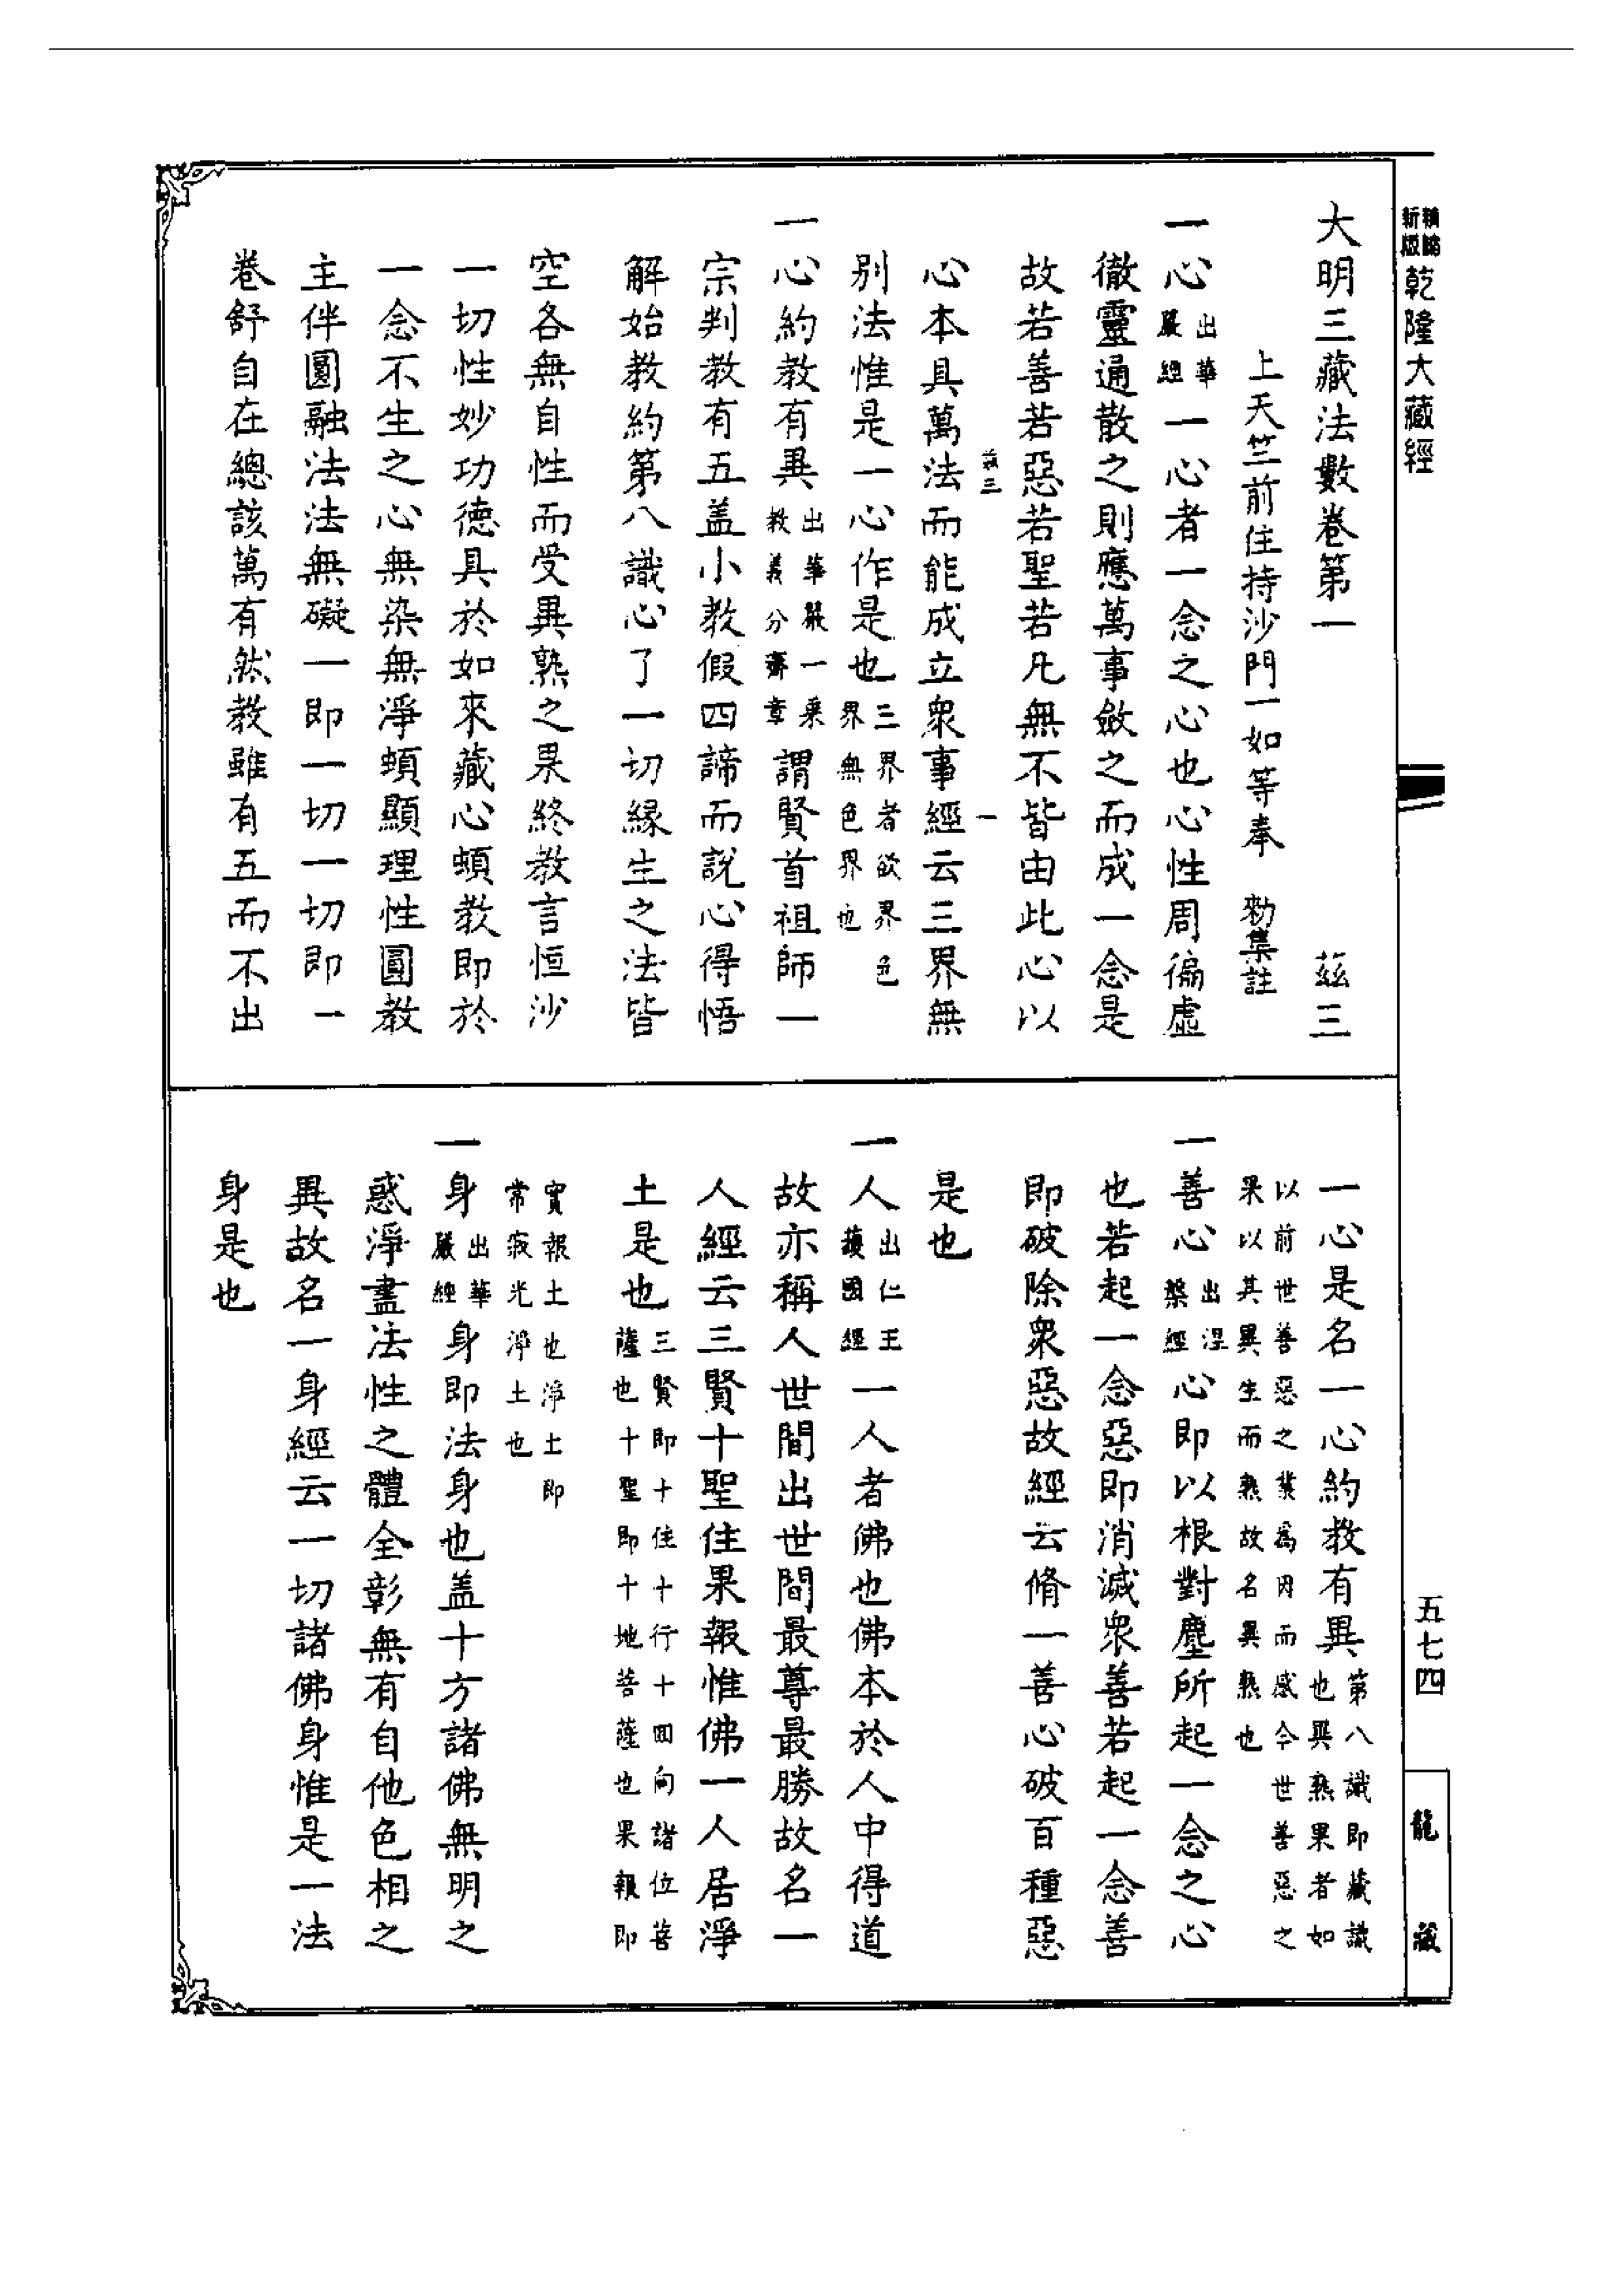 精縮新版乾隆大藏經
大明三藏法數卷第一 茲三
上天竺前住持沙門一如等奉 勅集註
一心出華嚴經一心者一念之心也心性周徧虛
徹靈通散之則應萬事斂之而成一念是
故若善若惡若聖若凡無不皆由此心以
茲三 一
心本具萬法而能成立眾事經云三界無
別法惟是一心作是也三界者欲界色界無色界也
一心約教有異出華嚴一乘教義分齊章謂賢首祖師一
宗判教有五蓋小教假四諦而說心得悟
解始教約第八識心了一切緣生之法皆
空各無自性而受異熟之果終教言恒沙
一切性妙功德具於如來藏心頓教即於
一念不生之心無染無淨頓顯理性圓教
主伴圓融法法無礙一即一切一切即一
卷舒自在總該萬有然教雖有五而不出
一心是名一心約教有異第八識即藏識也異熟果者如
以前世善惡之業為因而感今世善惡之果以其異生而熟故名異熟也
一善心出涅槃經心即以根對塵所起一念之心
也若起一念惡即消滅眾善若起一念善
即破除眾惡故經云脩一善心破百種惡
是也
一人出仁王護國經一人者佛也佛本於人中得道
故亦稱人世間出世間最尊最勝故名一
人經云三賢十聖住果報惟佛一人居淨
土是也三賢即十住十行十回向諸位菩薩也十聖即十地菩薩也果報即
實報土也淨土即常寂光淨土也
一身出華嚴經身即法身也蓋十方諸佛無明之
惑淨盡法性之體全彰無有自他色相之
異故名一身經云一切諸佛身惟是一法
身是也
五七四
龍藏